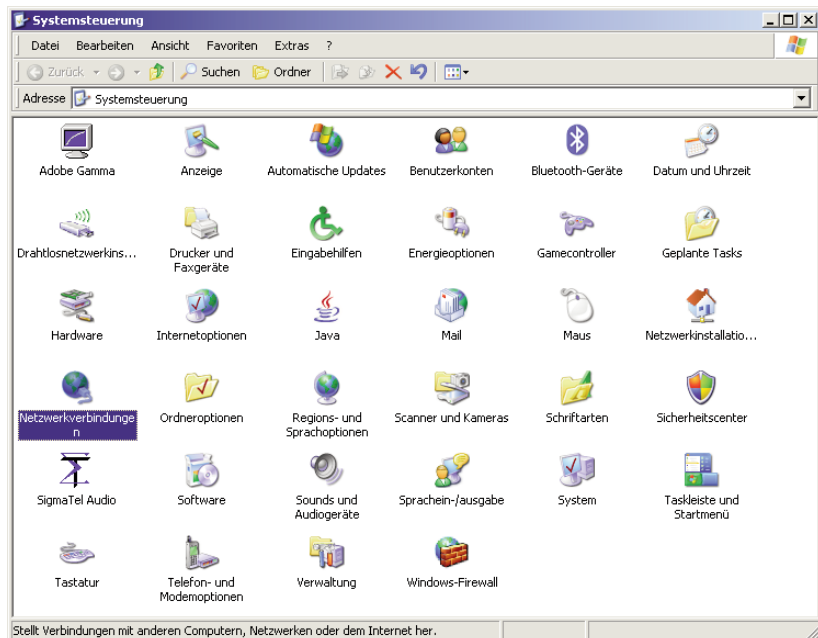 Systemsteuerung
Datei Bearbeiten Ansicht Favoriten Extras ?
Zurück Suchen Ordner
Adresse Systemsteuerung
Adobe Gamma Anzeige Automatische Updates Benutzerkonten Bluetooth-Geräte Datum und Uhrzeit
Drahtlosnetzwerkins... Drucker und Faxgeräte Eingabehilfen Energieoptionen Gamecontroller Geplante Tasks
Hardware Internetoptionen Java Mail Maus Netzwerkinstallatio...
Netzwerkverbindungen Ordneroptionen Regions- und Sprachoptionen Scanner und Kameras Schriftarten Sicherheitscenter
SigmaTel Audio Software Sounds und Audiogeräte Sprachein-/ausgabe System Taskleiste und Startmenü
Tastatur Telefon- und Modemoptionen Verwaltung Windows-Firewall
Stellt Verbindungen mit anderen Computern, Netzwerken oder dem Internet her.